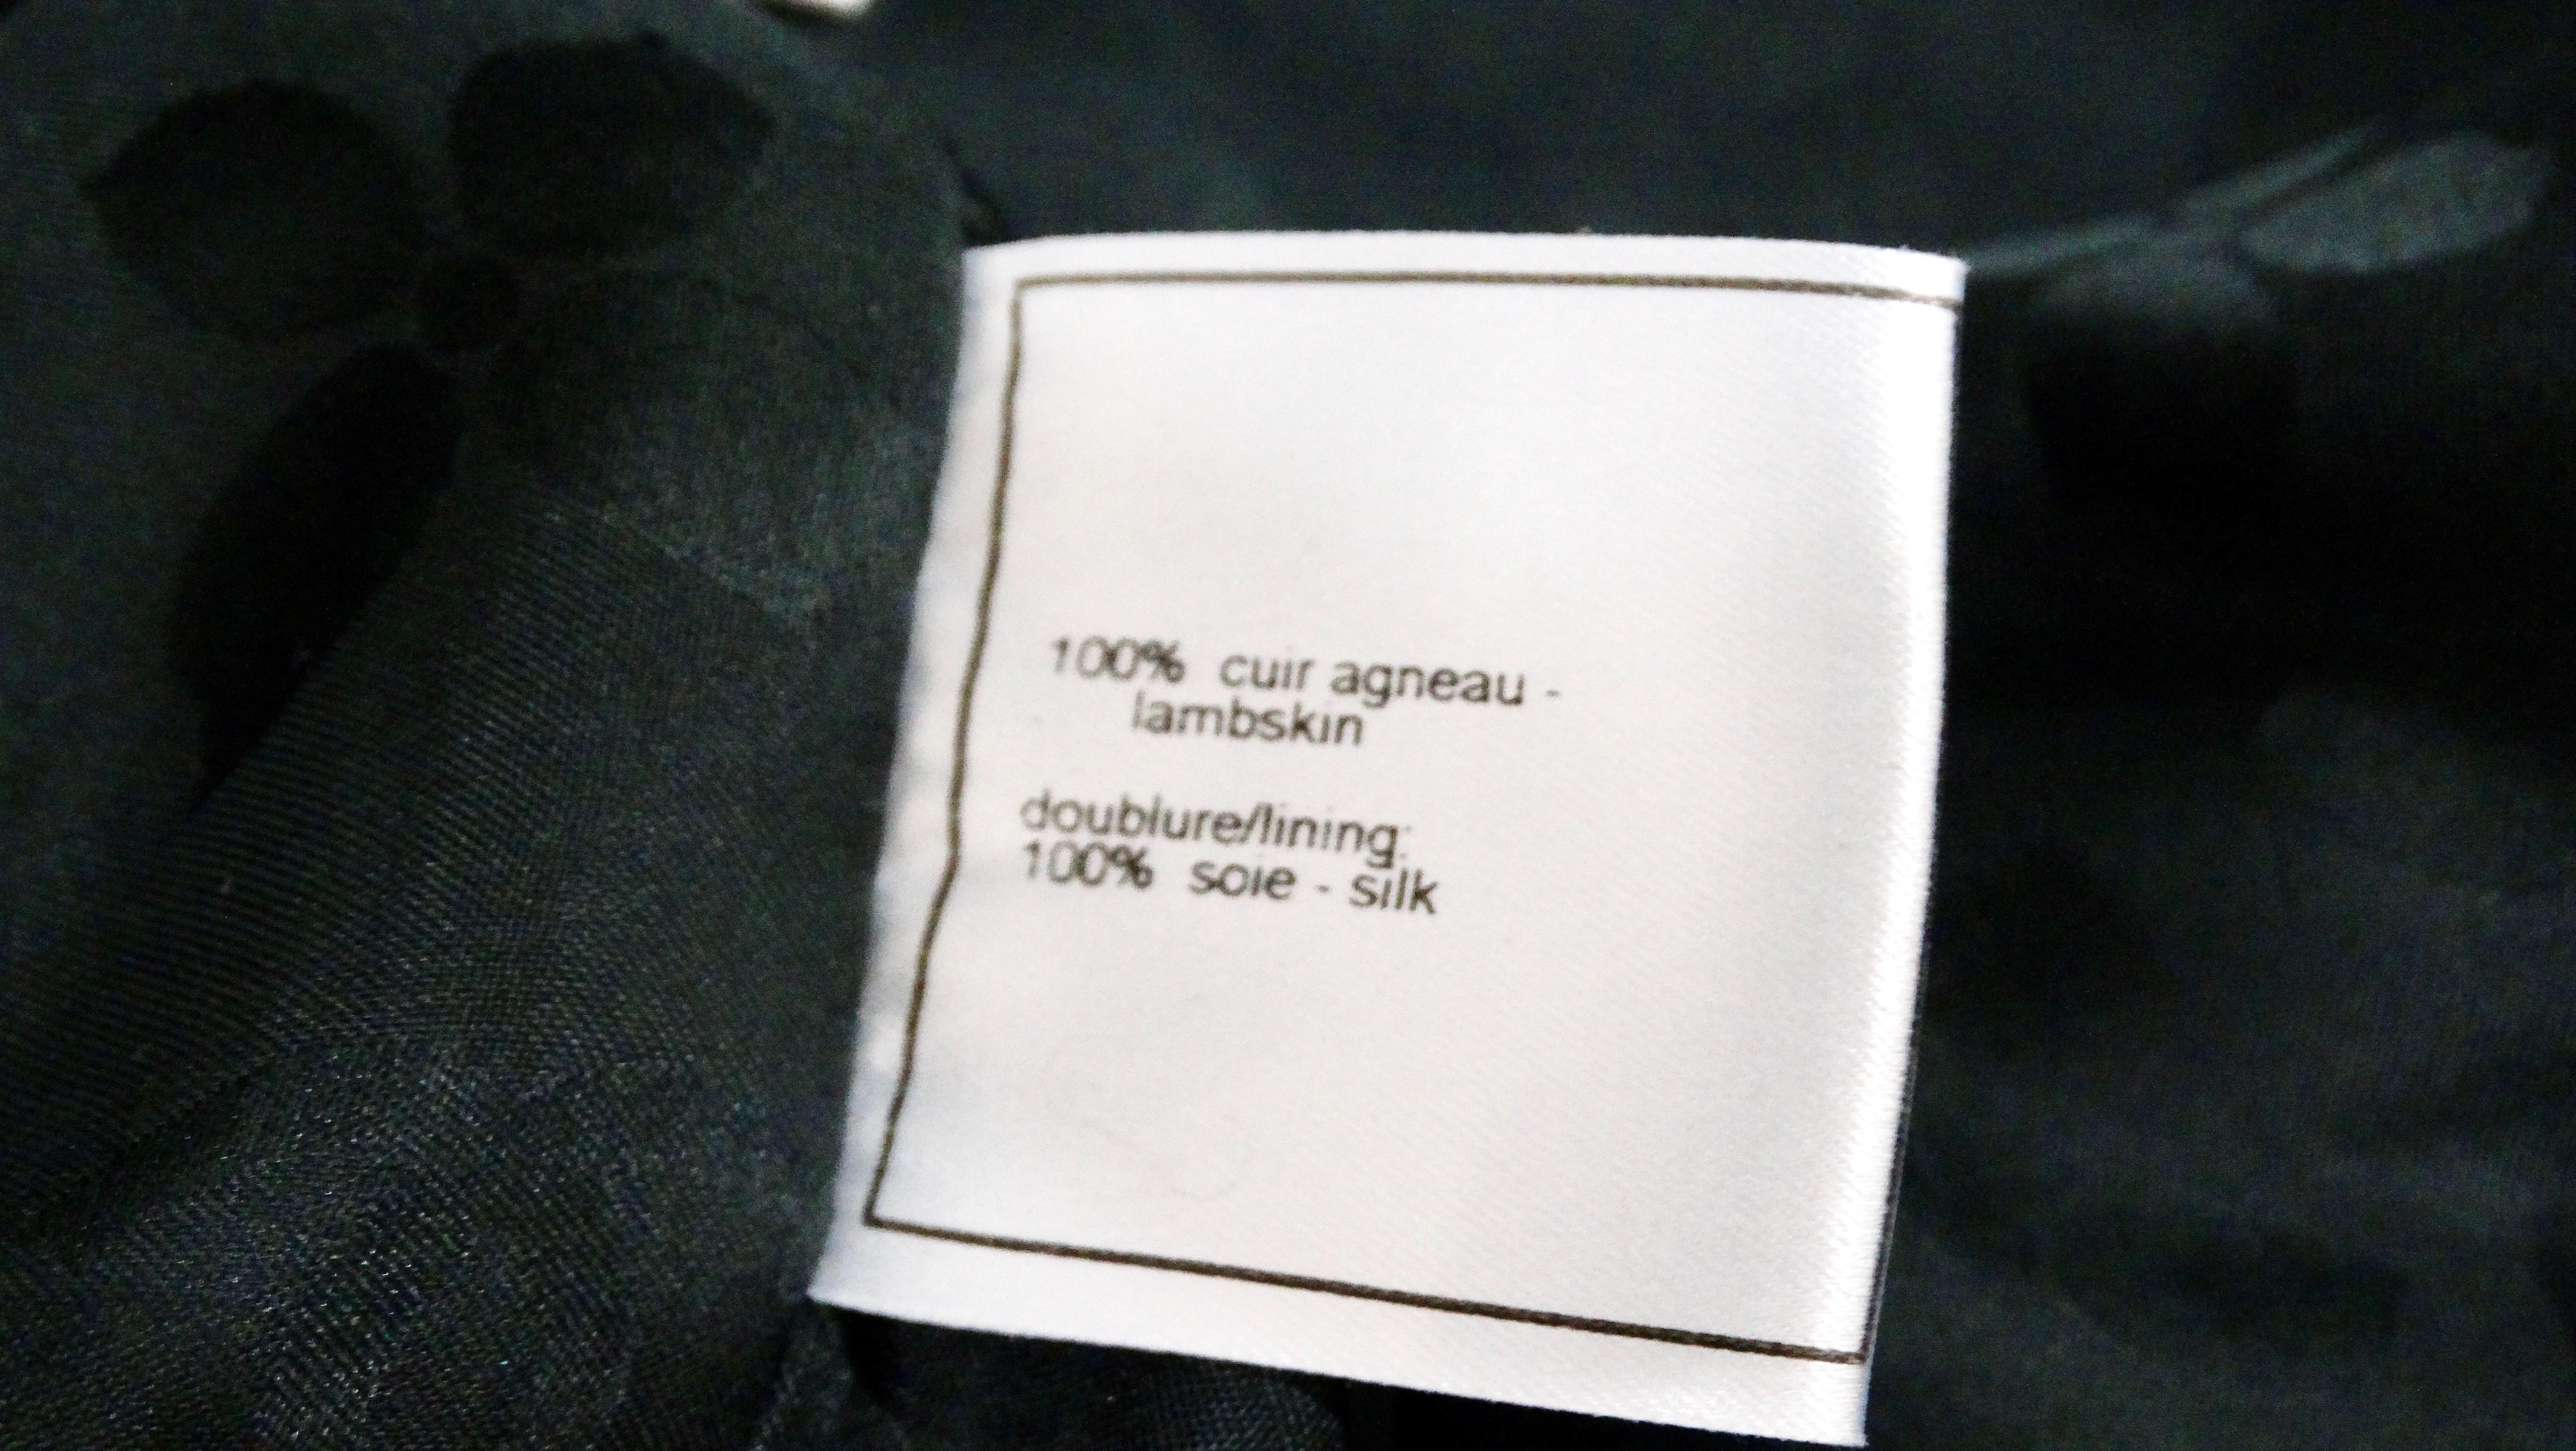 100% cuir agneau -
lambskin
doublure/lining:
100% soie - silk